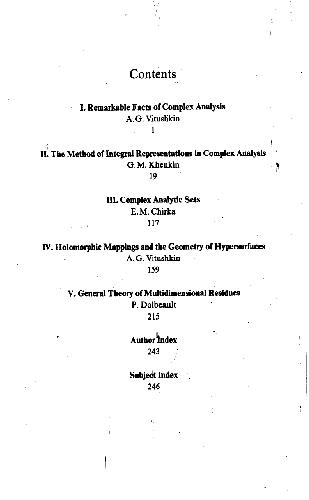 Contents
I. Remarkable Facts of Complex Analysis
A. G. Vitushkin
1
II. The Method of Integral Representations in Complex Analysis
G. M. Khenkin
19
III. Complex Analytic Sets
E. M. Chirka
117
IV. Holomorphic Mappings and the Geometry of Hypersurfaces
A. G. Vitushkin
159
V. General Theory of Multidimensional Residues
P. Dolbeault
215
Author Index
243
Subject Index
246